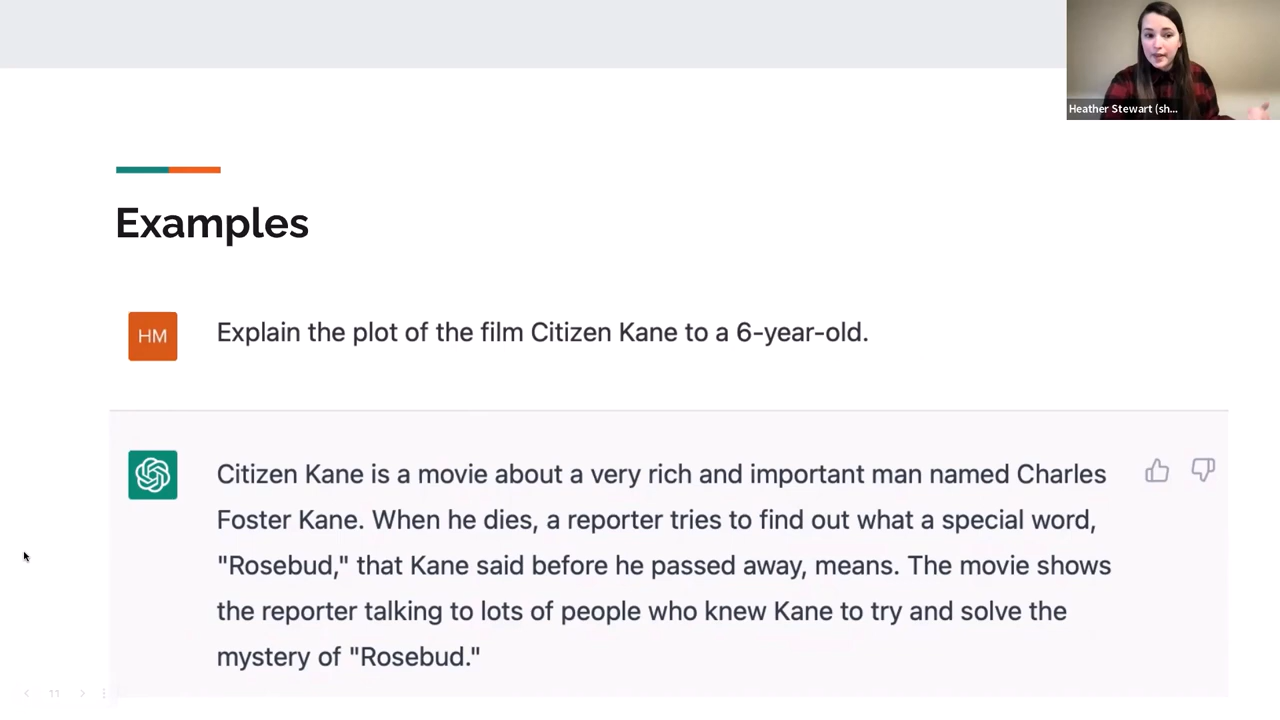 Heather Stewart (sh...
Examples
HM
Explain the plot of the film Citizen Kane to a 6-year-old.
Citizen Kane is a movie about a very rich and important man named Charles
Foster Kane. When he dies, a reporter tries to find out what a special word,
"Rosebud," that Kane said before he passed away, means. The movie shows
the reporter talking to lots of people who knew Kane to try and solve the
mystery of "Rosebud."
11